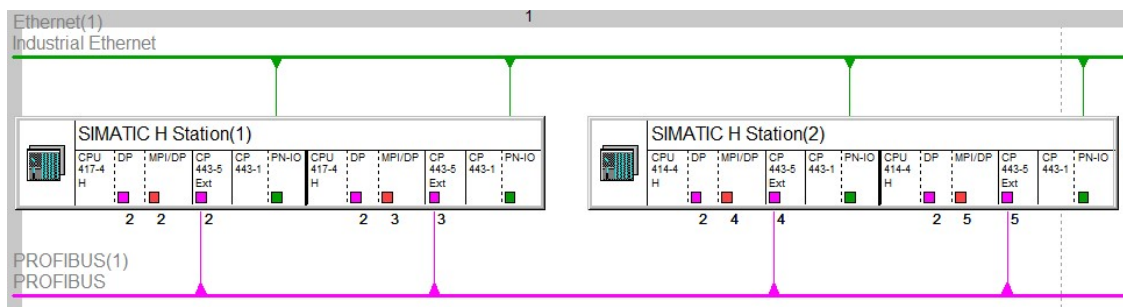 1
Ethernet(1)
Industrial Ethernet
SIMATIC H Station(1)
CPU 417-4 H
DP
MPI/DP
CP 443-5 Ext
CP 443-1
PN-IO
CPU 417-4 H
DP
MPI/DP
CP 443-5 Ext
CP 443-1
PN-IO
2 2 2 2 3 3
SIMATIC H Station(2)
CPU 414-4 H
DP
MPI/DP
CP 443-5 Ext
CP 443-1
PN-IO
CPU 414-4 H
DP
MPI/DP
CP 443-5 Ext
CP 443-1
PN-IO
2 4 4 2 5 5
PROFIBUS(1)
PROFIBUS